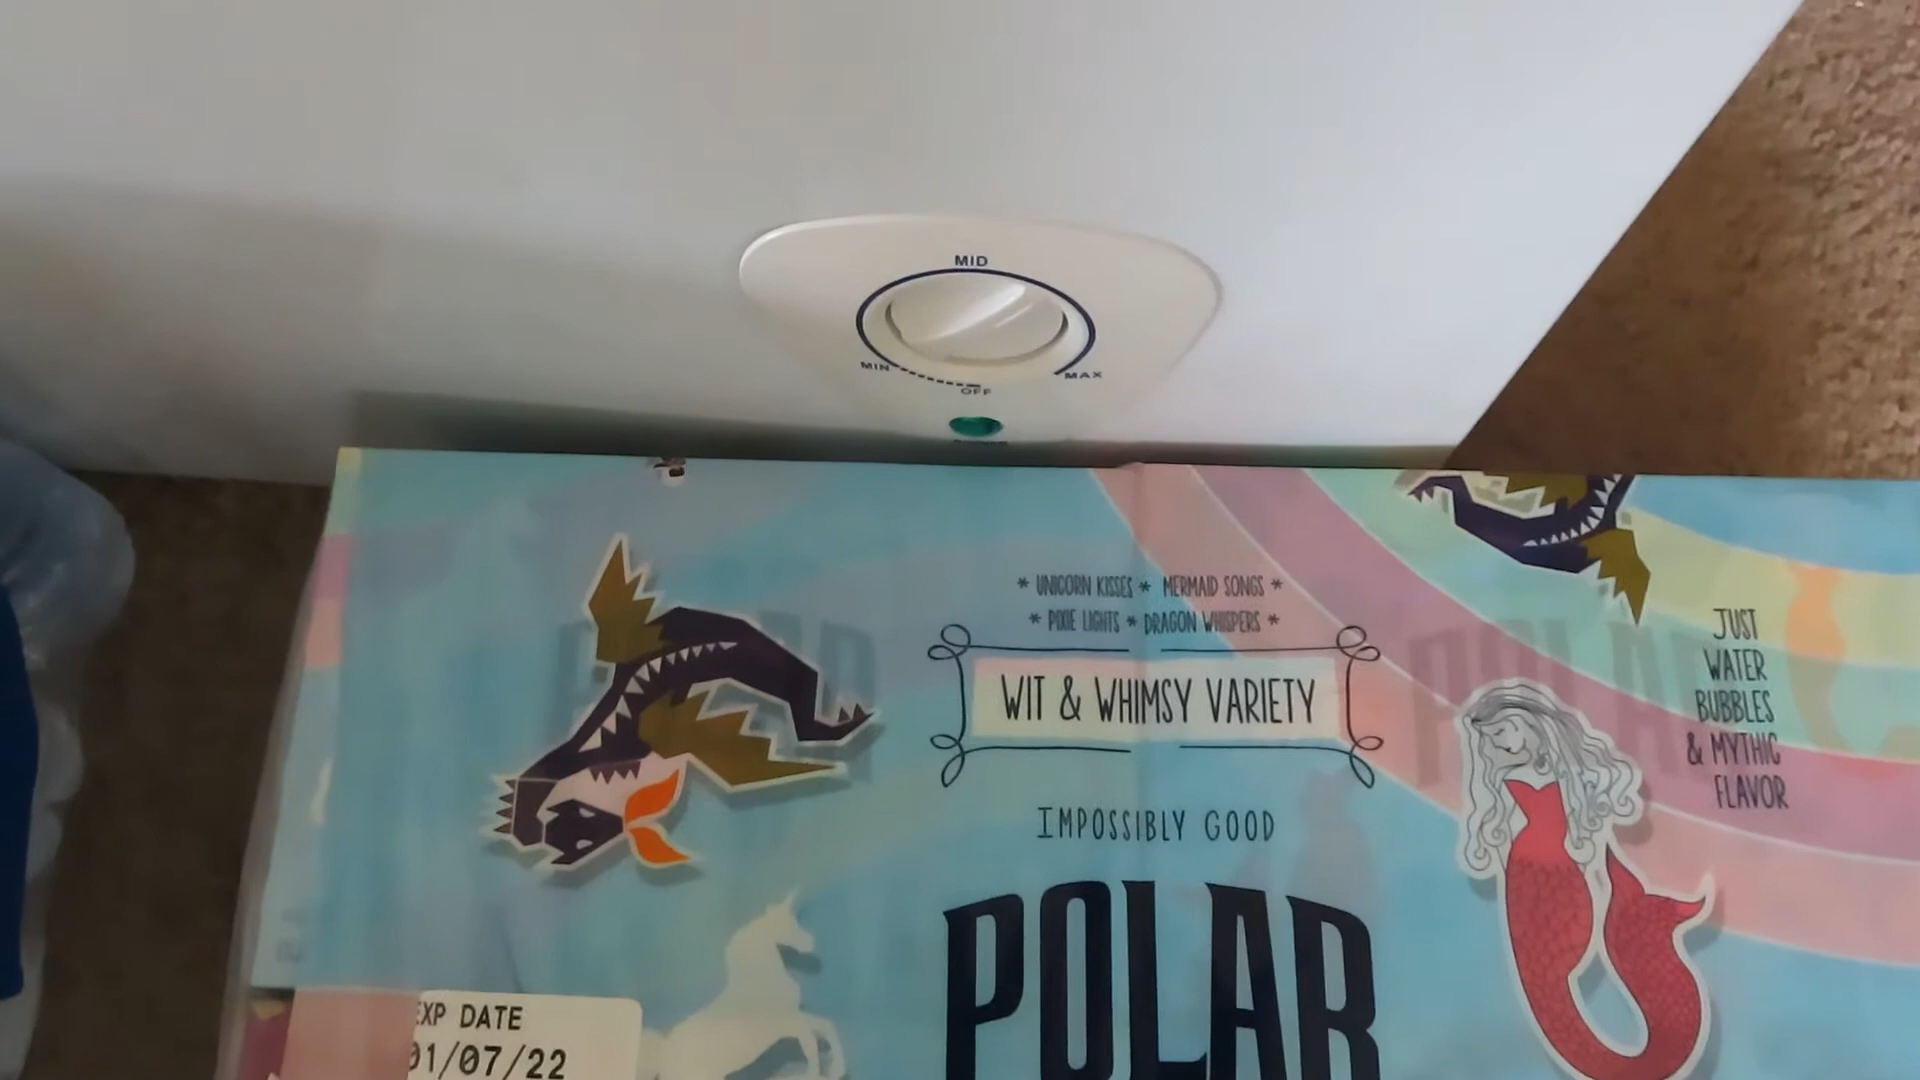 MID
MIN
MAX
OFF
* UNICORN KISSES * MERMAID SONGS *
* PIXIE LIGHTS * DRAGON WHISPERS *
WIT & WHIMSY VARIETY
IMPOSSIBLY GOOD
POLAR
JUST
WATER
BUBBLES
& MYTHIC
FLAVOR
EXP DATE
01/07/22